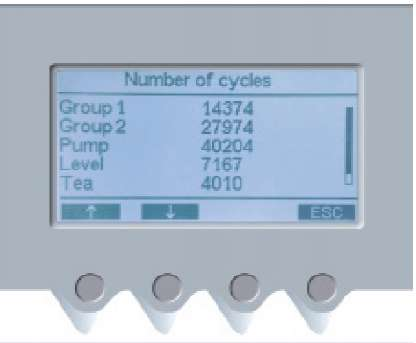 Number of cycles
Group 1 14374
Group 2 27974
Pump 40204
Level 7167
Tea 4010
↑ ↓ ESC